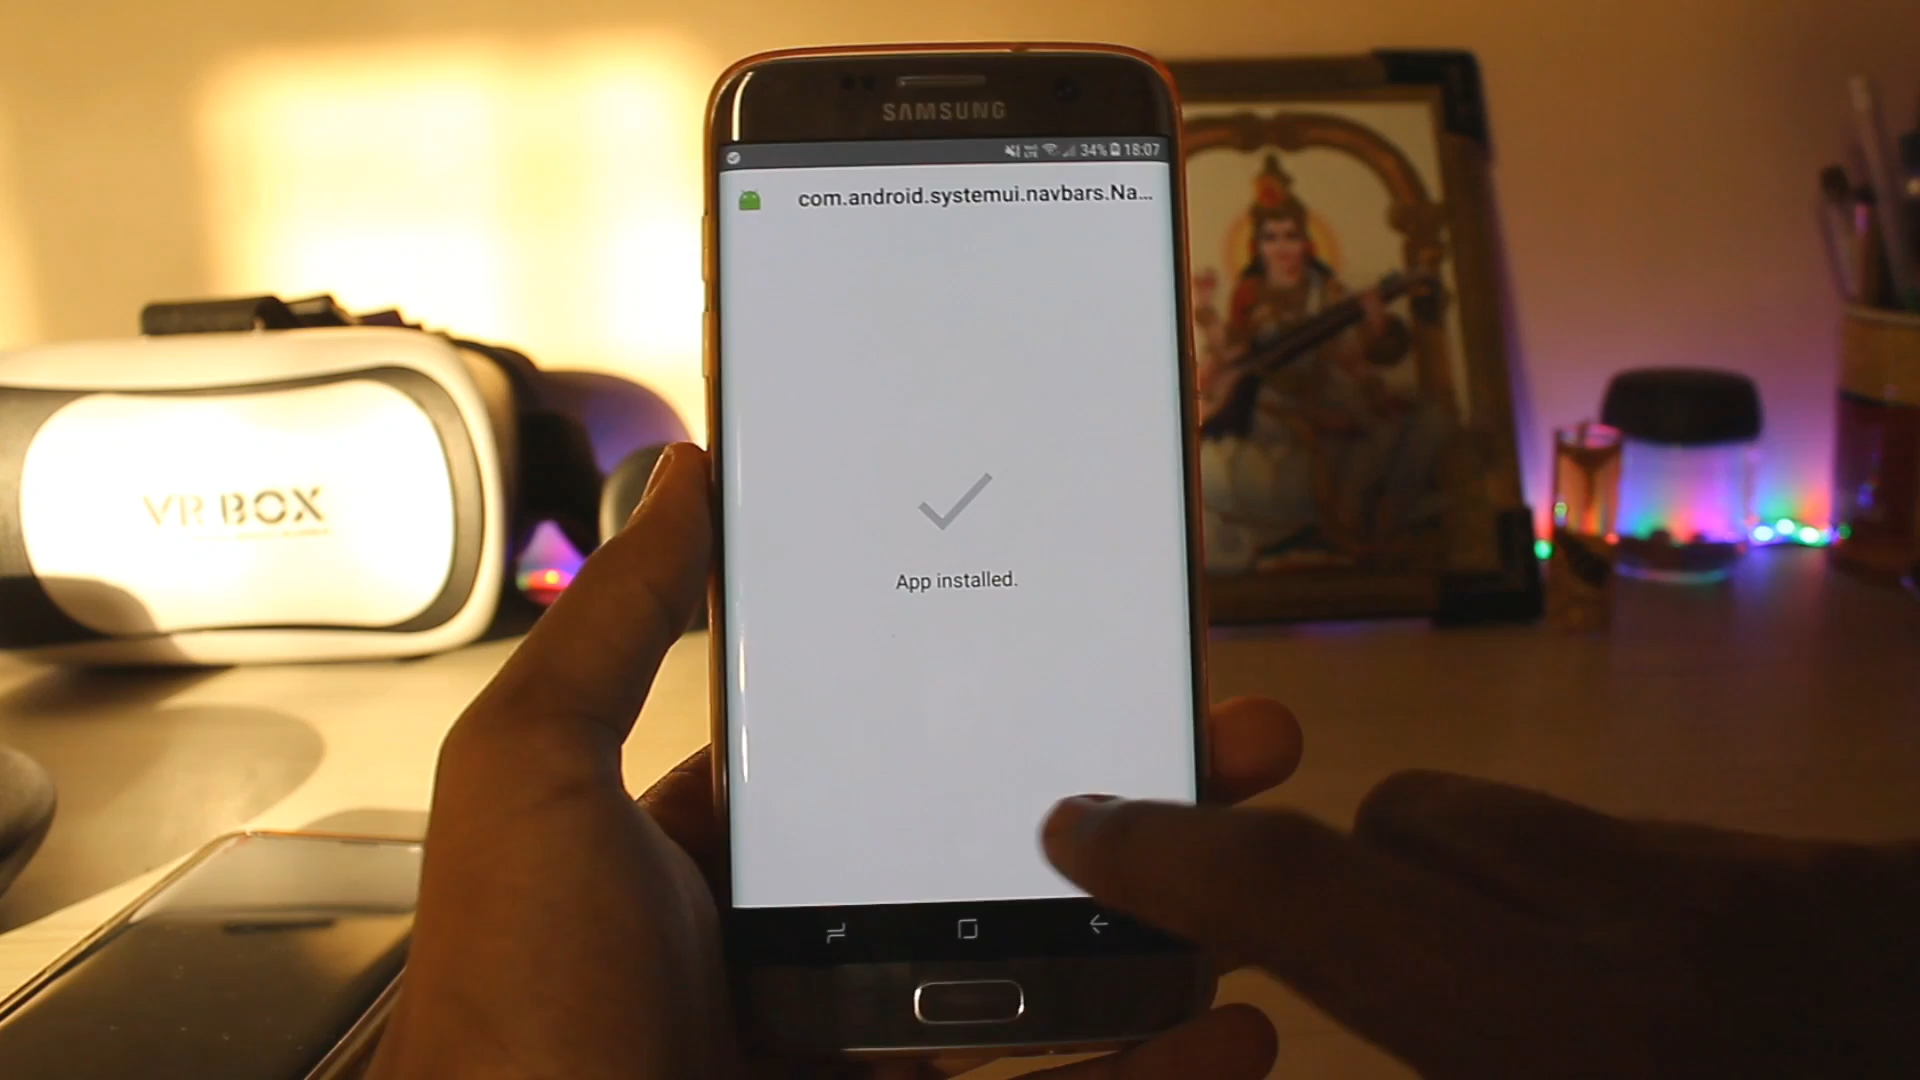 SAMSUNG
34% 18:07
com.android.systemui.navbars.Na...
App installed.
VR BOX